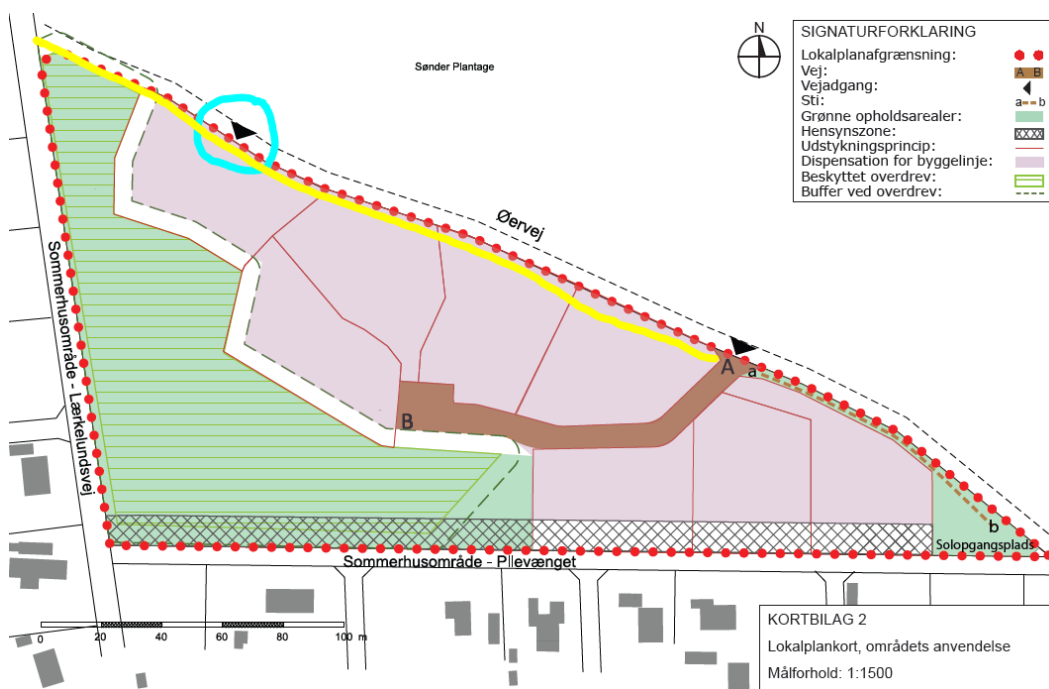 N
SIGNATURFORKLARING
Lokalplanafgrænsning:
Vej: A B
Vejadgang:
Sti: a b
Grønne opholdsarealer:
Hensynszone:
Udstykningsprincip:
Dispensation for byggelinje:
Beskyttet overdrev:
Buffer ved overdrev:
Sønder Plantage
Øervej
Sommerhusområde - Lærkelundsvej
A
a
B
b
Solopgangsplads
Sommerhusområde - Pilevænget
0 20 40 60 80 100 m
KORTBILAG 2
Lokalplankort, områdets anvendelse
Målforhold: 1:1500